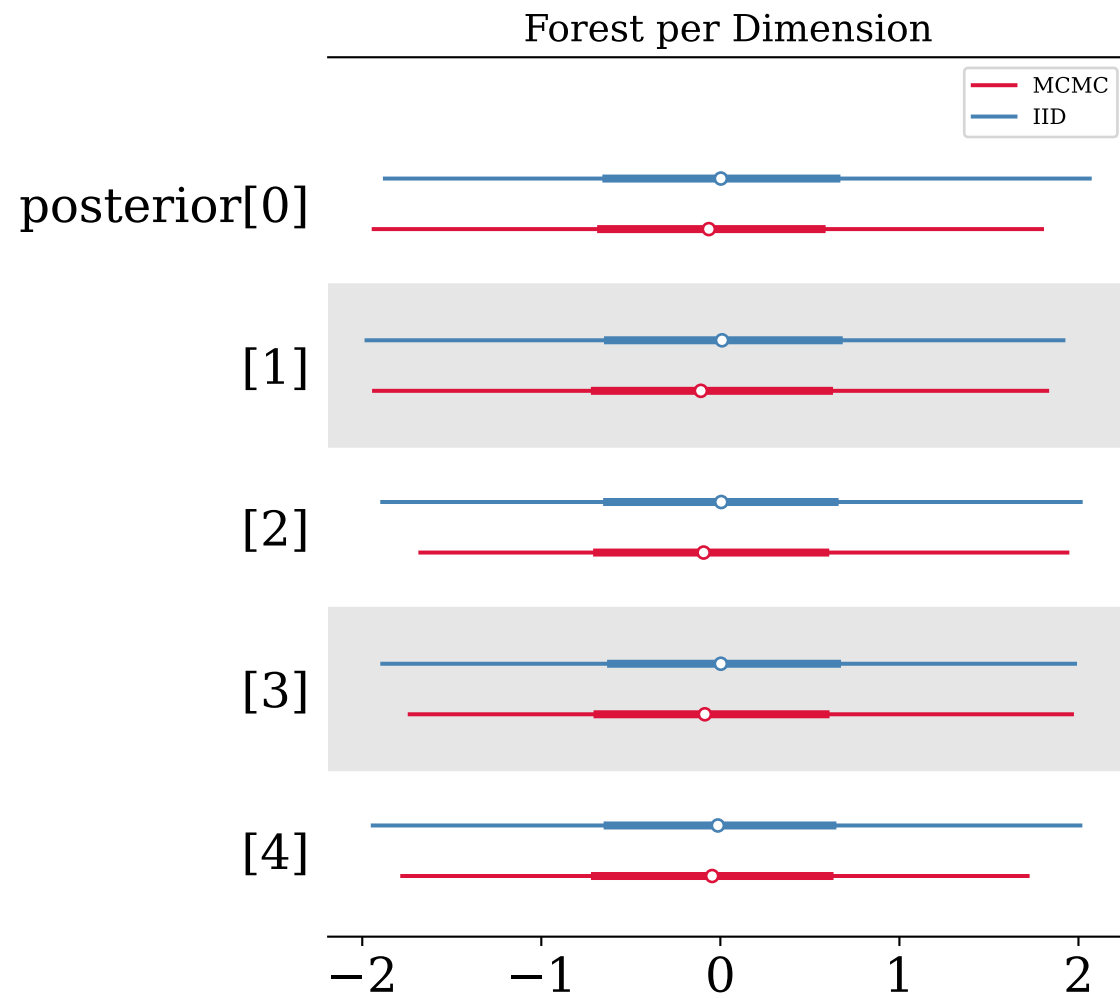 Forest per Dimension
MCMC
IID
posterior[0]
[1]
[2]
[3]
[4]
−2 −1 0 1 2